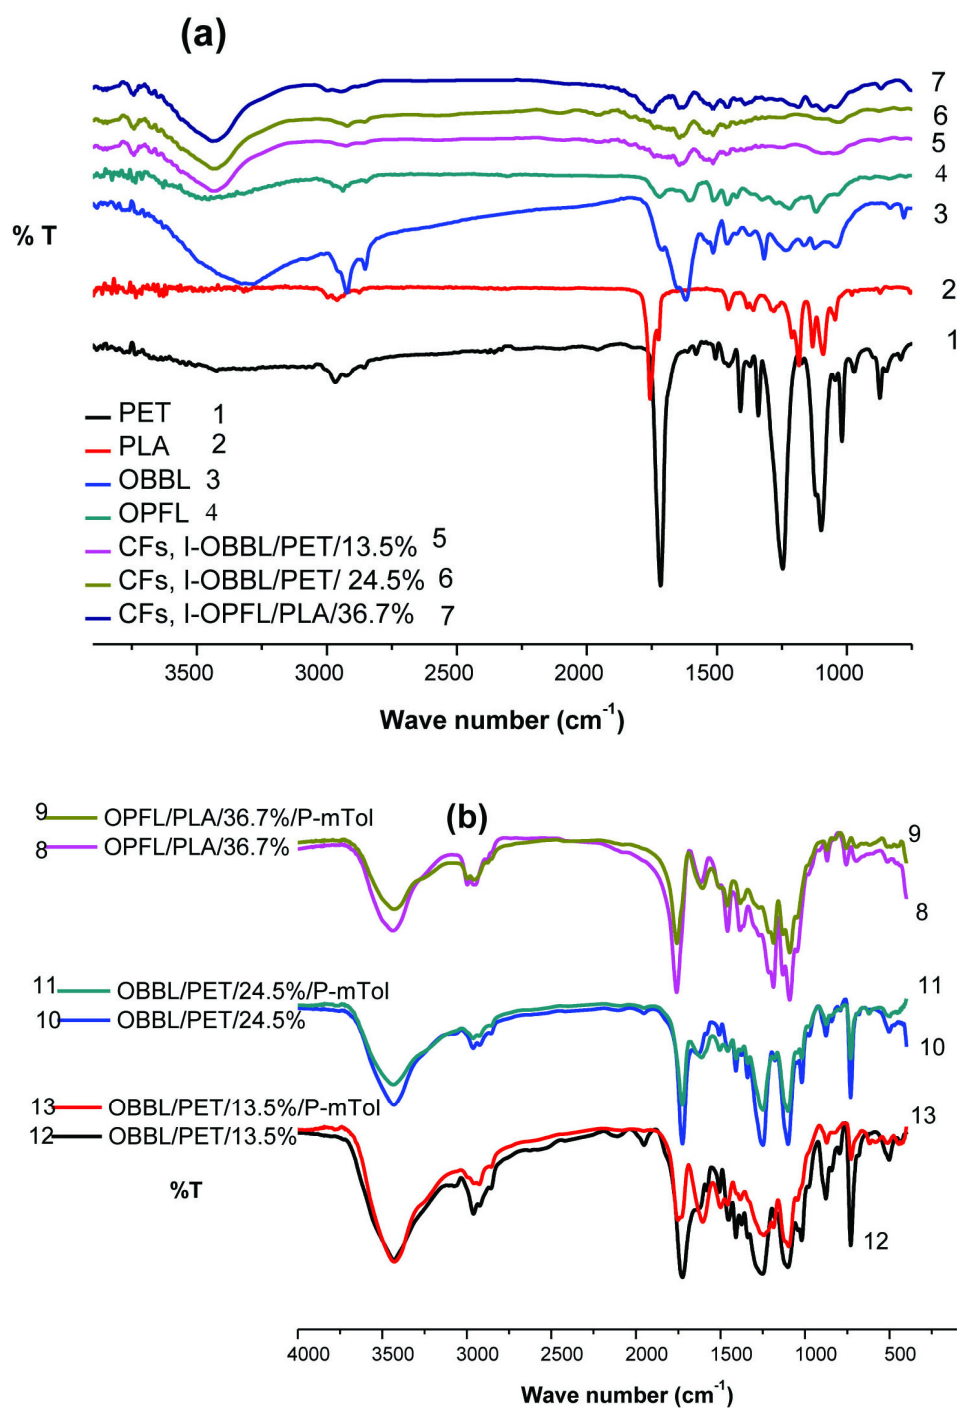 (a)
7
6
5
4
3
% T
2
1
PET 1
PLA 2
OBBL 3
OPFL 4
CFs, I-OBBL/PET/13.5% 5
CFs, I-OBBL/PET/ 24.5% 6
CFs, I-OPFL/PLA/36.7% 7
3500 3000 2500 2000 1500 1000
Wave number (cm⁻¹)
(b)
9 OPFL/PLA/36.7%/P-mTol
8 OPFL/PLA/36.7%
9
8
11 OBBL/PET/24.5%/P-mTol
10 OBBL/PET/24.5%
11
10
13 OBBL/PET/13.5%/P-mTol
12 OBBL/PET/13.5%
13
%T
12
4000 3500 3000 2500 2000 1500 1000 500
Wave number (cm⁻¹)